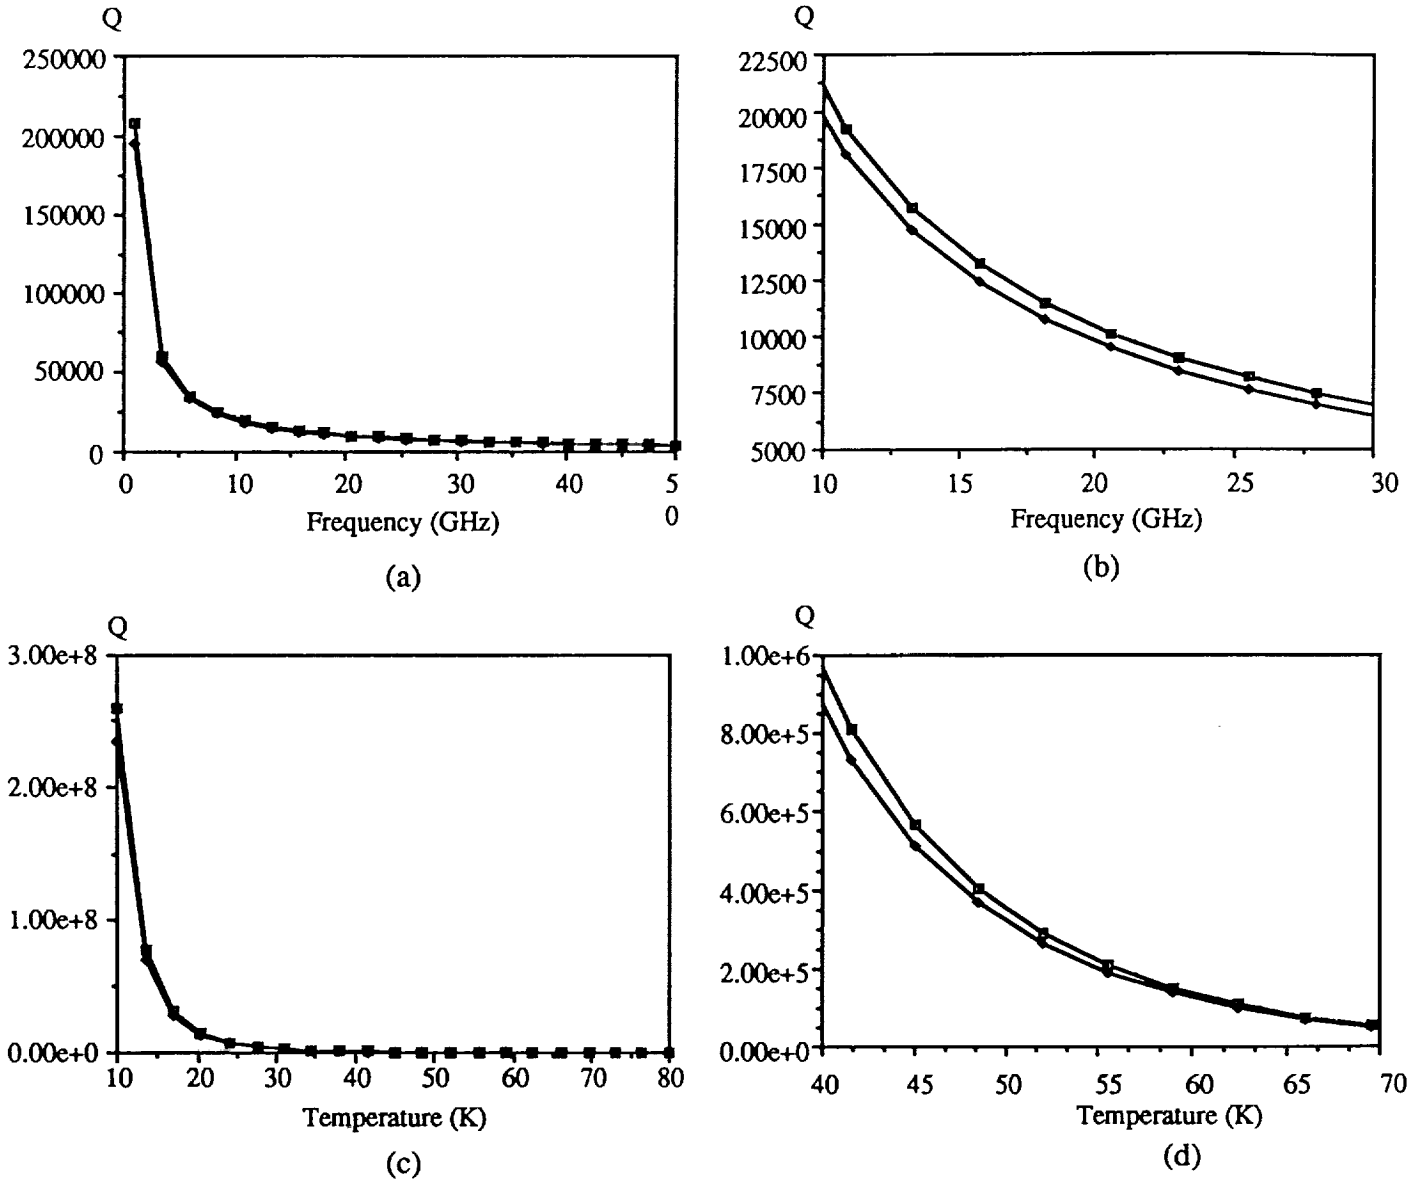 Q
250000
200000
150000
100000
50000
0
0 10 20 30 40 5
0
Frequency (GHz)
(a)
Q
22500
20000
17500
15000
12500
10000
7500
5000
10 15 20 25 30
Frequency (GHz)
(b)
Q
3.00e+8
2.00e+8
1.00e+8
0.00e+0
10 20 30 40 50 60 70 80
Temperature (K)
(c)
Q
1.00e+6
8.00e+5
6.00e+5
4.00e+5
2.00e+5
0.00e+0
40 45 50 55 60 65 70
Temperature (K)
(d)